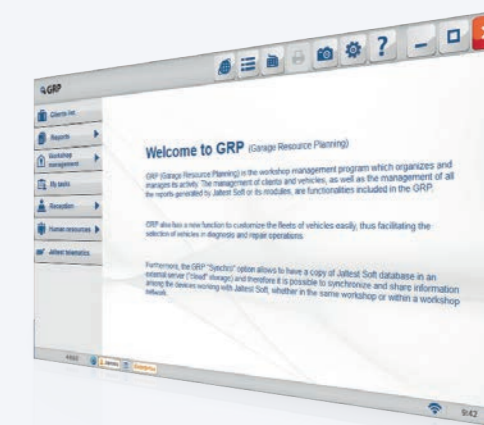 GRP
?
Clients list
Reports
Workshop
management
My tasks
Reception
Human resources
Jaltest telematics
Welcome to GRP (Garage Resource Planning)
GRP (Garage Resource Planning) is the workshop management program which organizes and
manages its activity. The management of clients and vehicles, as well as the management of all
the reports generated by Jaltest Soft or its modules, are functionalities included in the GRP.
GRP also has a new function to customize the fleets of vehicles easily, thus facilitating the
selection of vehicles in diagnosis and repair operations.
Furthermore, the GRP "Synchro" option allows to have a copy of Jaltest Soft database in an
external server ("cloud" storage) and therefore it is possible to synchronize and share information
among the devices working with Jaltest Soft, whether in the same workshop or within a workshop
network.
9:42